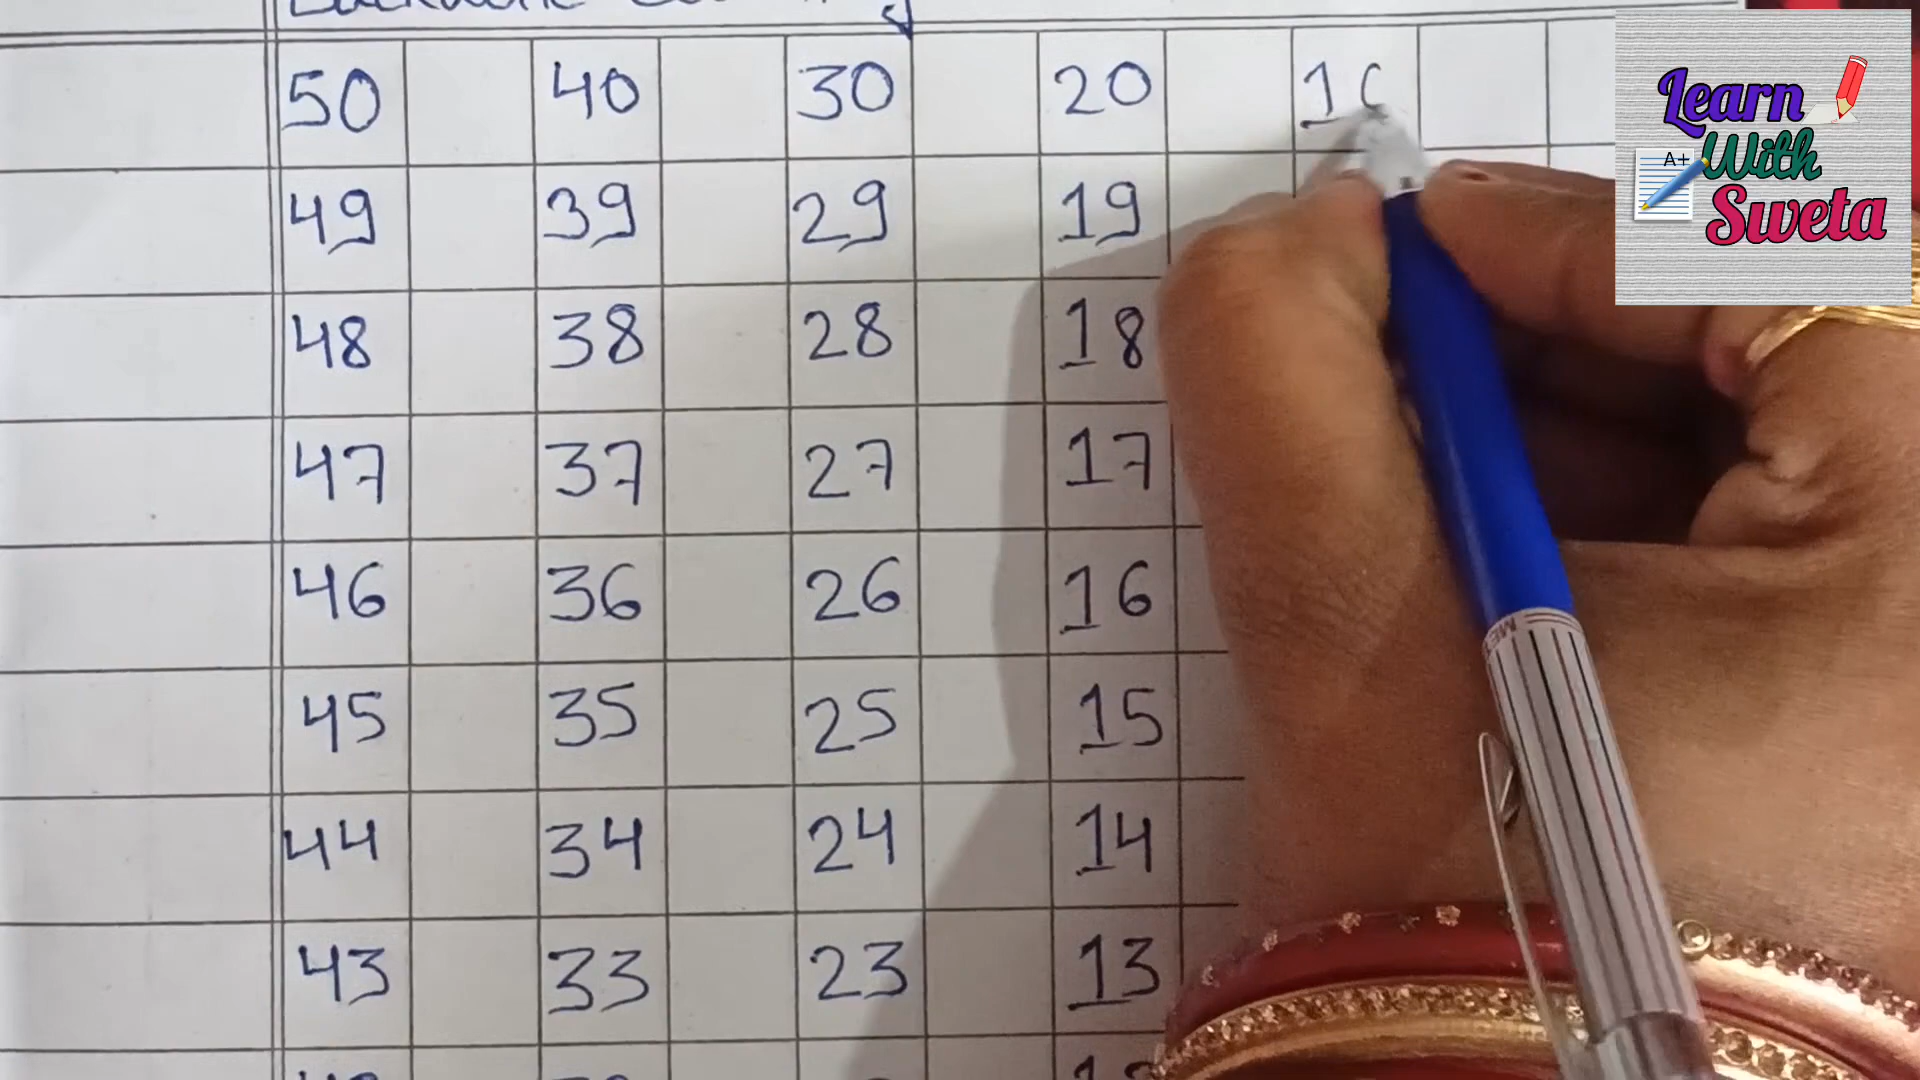 50 40 30 20 10
49 39 29 19
48 38 28 18
47 37 27 17
46 36 26 16
45 35 25 15
44 34 24 14
43 33 23 13
Learn
A+ With
Sweta